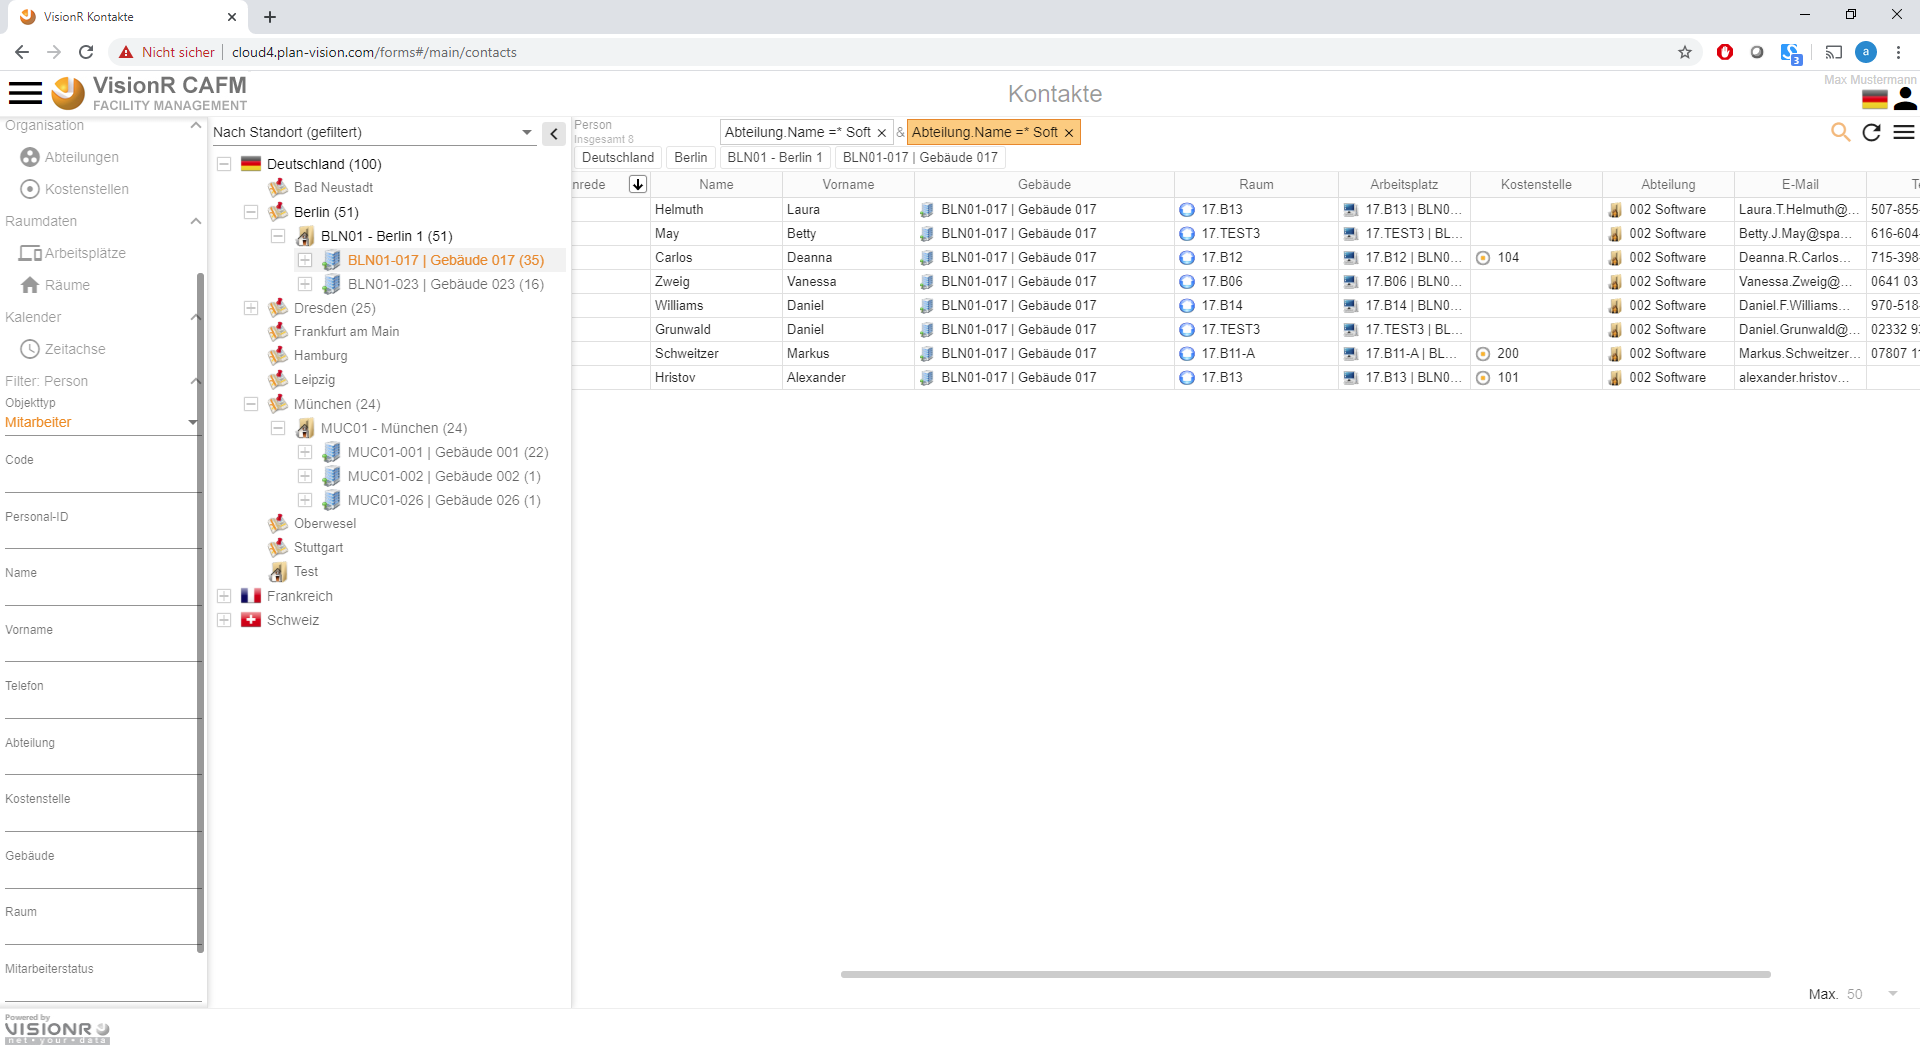 VisionR Kontakte
Nicht sicher
cloud4.plan-vision.com/forms#/main/contacts
3
a
VisionR CAFM
FACILITY MANAGEMENT
Kontakte
Max Mustermann
Organisation
Abteilungen
Kostenstellen
Raumdaten
Arbeitsplätze
Räume
Kalender
Zeitachse
Filter: Person
Objekttyp
Mitarbeiter
Code
Personal-ID
Name
Vorname
Telefon
Abteilung
Kostenstelle
Gebäude
Raum
Mitarbeiterstatus
Nach Standort (gefiltert)
Deutschland (100)
Bad Neustadt
Berlin (51)
BLN01 - Berlin 1 (51)
BLN01-017 | Gebäude 017 (35)
BLN01-023 | Gebäude 023 (16)
Dresden (25)
Frankfurt am Main
Hamburg
Leipzig
München (24)
MUC01 - München (24)
MUC01-001 | Gebäude 001 (22)
MUC01-002 | Gebäude 002 (1)
MUC01-026 | Gebäude 026 (1)
Oberwesel
Stuttgart
Test
Frankreich
Schweiz
Person
Insgesamt 8
Abteilung.Name =* Soft × & Abteilung.Name =* Soft ×
Deutschland Berlin BLN01 - Berlin 1 BLN01-017 | Gebäude 017
nrede Name Vorname Gebäude Raum Arbeitsplatz Kostenstelle Abteilung E-Mail T
Helmuth Laura BLN01-017 | Gebäude 017 17.B13 17.B13 | BLN0... 002 Software Laura.T.Helmuth@... 507-855-
May Betty BLN01-017 | Gebäude 017 17.TEST3 17.TEST3 | BL... 002 Software Betty.J.May@spa... 616-604-
Carlos Deanna BLN01-017 | Gebäude 017 17.B12 17.B12 | BLN0... 104 002 Software Deanna.R.Carlos... 715-398-
Zweig Vanessa BLN01-017 | Gebäude 017 17.B06 17.B06 | BLN0... 002 Software Vanessa.Zweig@... 0641 03
Williams Daniel BLN01-017 | Gebäude 017 17.B14 17.B14 | BLN0... 002 Software Daniel.F.Williams... 970-518-
Grunwald Daniel BLN01-017 | Gebäude 017 17.TEST3 17.TEST3 | BL... 002 Software Daniel.Grunwald@... 02332 93
Schweitzer Markus BLN01-017 | Gebäude 017 17.B11-A 17.B11-A | BL... 200 002 Software Markus.Schweitzer... 07807 11
Hristov Alexander BLN01-017 | Gebäude 017 17.B13 17.B13 | BLN0... 101 002 Software alexander.hristov...
Max. 50
Powered by
VISIONR
net • your • data